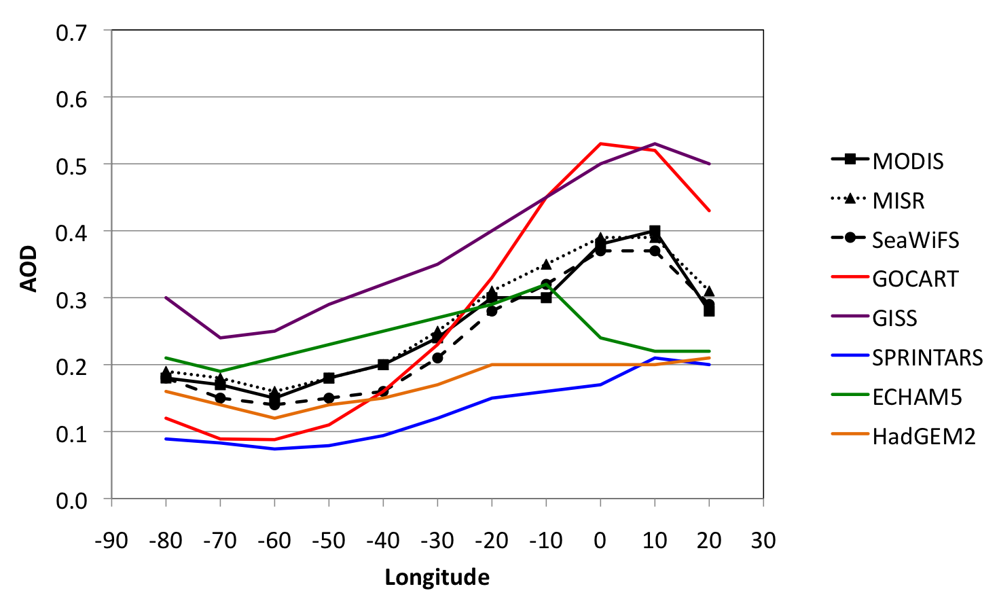 0.7
0.6
0.5
0.4
0.3
0.2
0.1
0.0
AOD
-90 -80 -70 -60 -50 -40 -30 -20 -10 0 10 20 30
Longitude
MODIS
MISR
SeaWiFS
GOCART
GISS
SPRINTARS
ECHAM5
HadGEM2